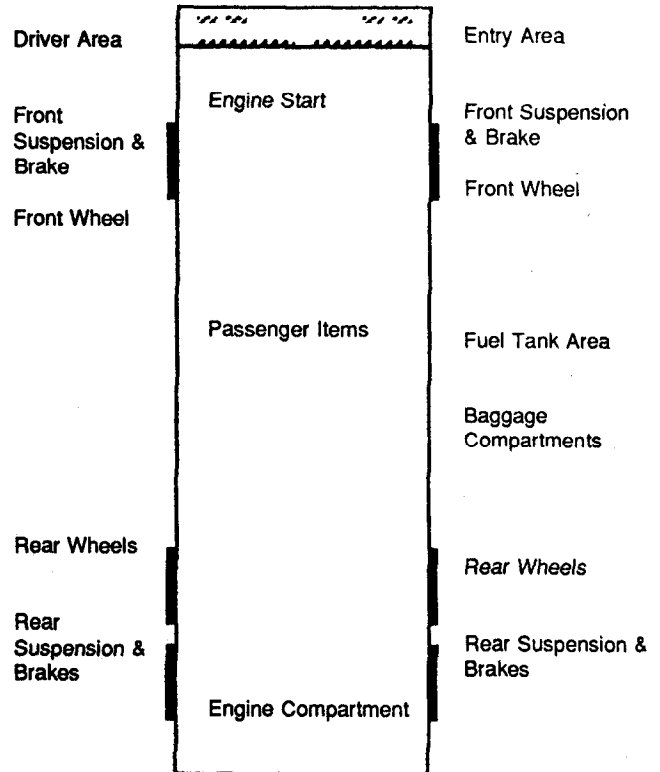 Driver Area
Front
Suspension &
Brake
Front Wheel
Rear Wheels
Rear
Suspension &
Brakes
Engine Start
Passenger Items
Engine Compartment
Entry Area
Front Suspension
& Brake
Front Wheel
Fuel Tank Area
Baggage
Compartments
Rear Wheels
Rear Suspension &
Brakes